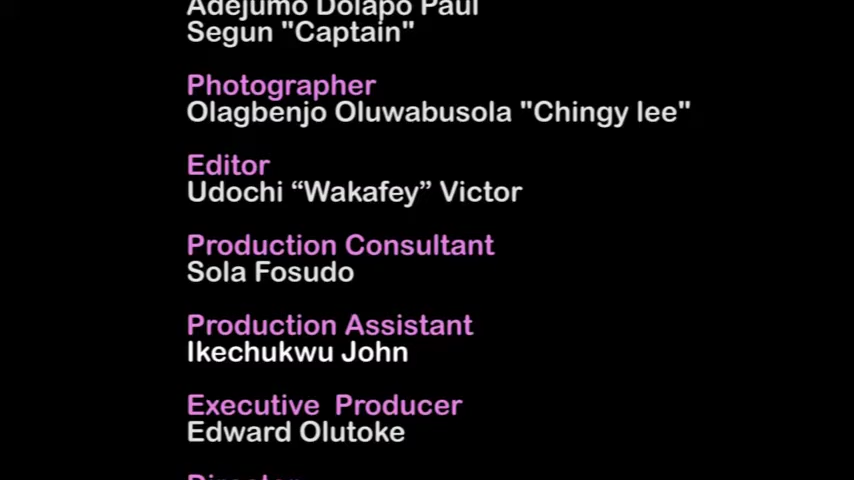 Adejumo Dolapo Paul
Segun "Captain"
Photographer
Olagbenjo Oluwabusola "Chingy lee"
Editor
Udochi “Wakafey” Victor
Production Consultant
Sola Fosudo
Production Assistant
Ikechukwu John
Executive  Producer
Edward Olutoke
Director